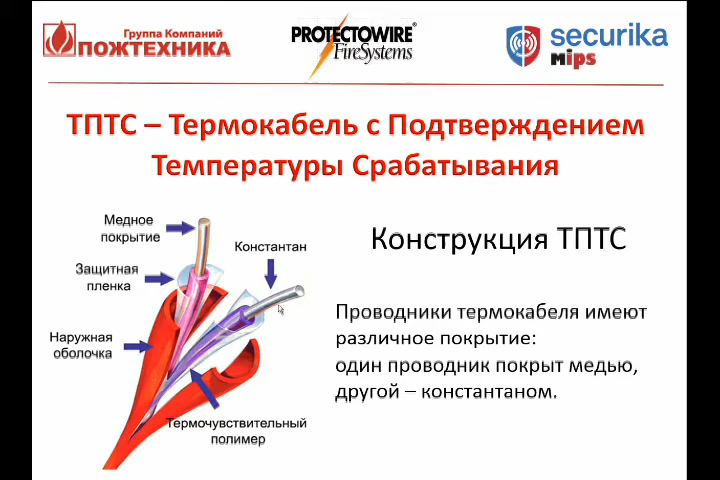 Группа Компаний
ПОЖТЕХНИКА
PROTECTOWIRE®
FireSystems
securika
mips
ТПТС – Термокабель с Подтверждением
Температуры Срабатывания
Медное
покрытие
Константан
Защитная
пленка
Наружная
оболочка
Термочувствительный
полимер
Конструкция ТПТС
Проводники термокабеля имеют
различное покрытие:
один проводник покрыт медью,
другой – константаном.